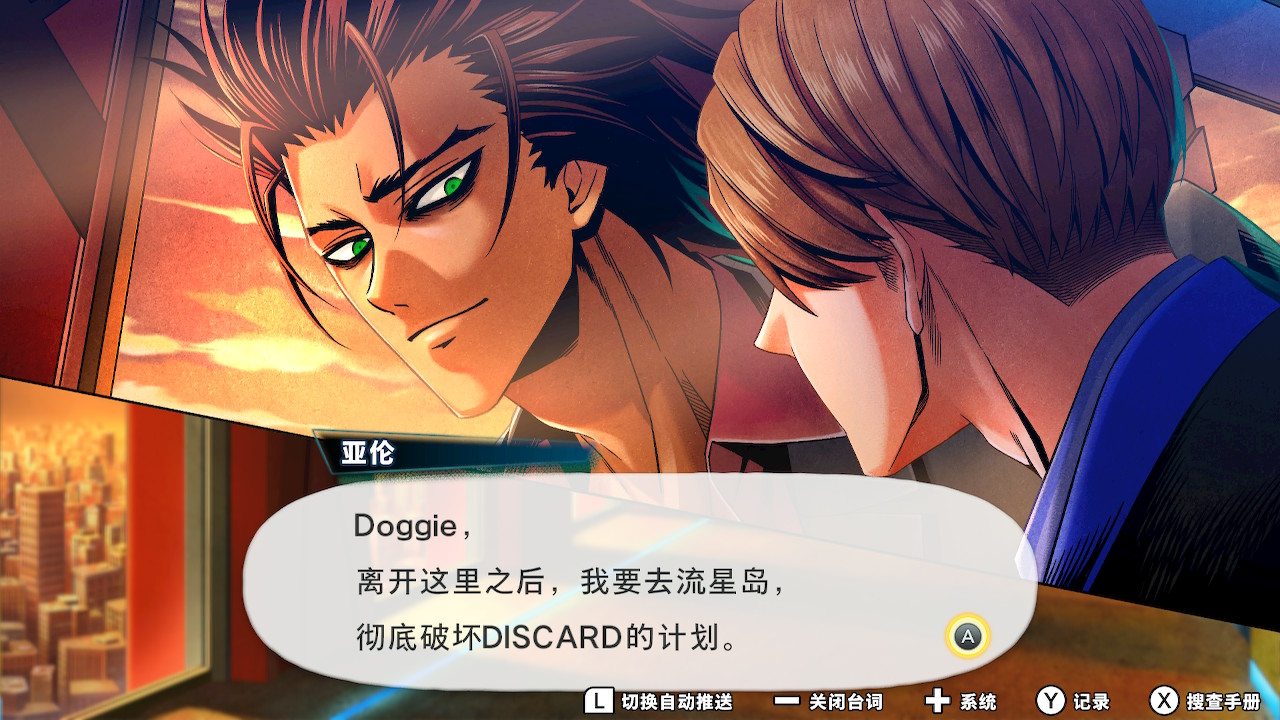 亚伦
Doggie，
离开这里之后，我要去流星岛，
彻底破坏DISCARD的计划。
A
L 切换自动推送 关闭台词 系统 Y 记录 X 搜查手册